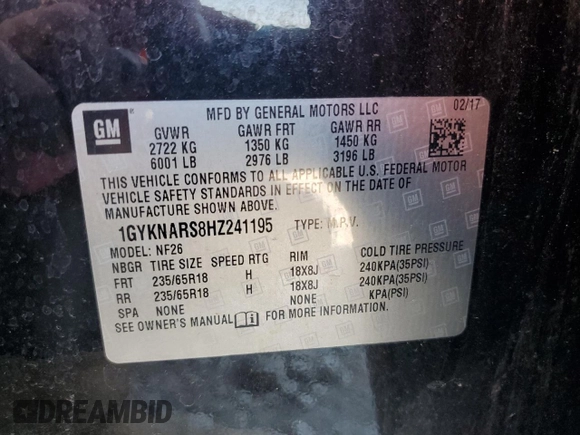 MFD BY GENERAL MOTORS LLC 02/17
GM
GVWR GAWR FRT GAWR RR
2722 KG 1350 KG 1450 KG
6001 LB 2976 LB 3196 LB
THIS VEHICLE CONFORMS TO ALL APPLICABLE U.S. FEDERAL MOTOR
VEHICLE SAFETY STANDARDS IN EFFECT ON THE DATE OF
MANUFACTURE SHOWN ABOVE.
1GYKNARS8HZ241195 TYPE: M.P.V.
MODEL: NF26
NBGR TIRE SIZE SPEED RTG RIM COLD TIRE PRESSURE
FRT 235/65R18 H 18X8J 240KPA(35PSI)
RR 235/65R18 H 18X8J 240KPA(35PSI)
SPA NONE NONE KPA(PSI)
SEE OWNER'S MANUAL FOR MORE INFORMATION.
DREAMBID